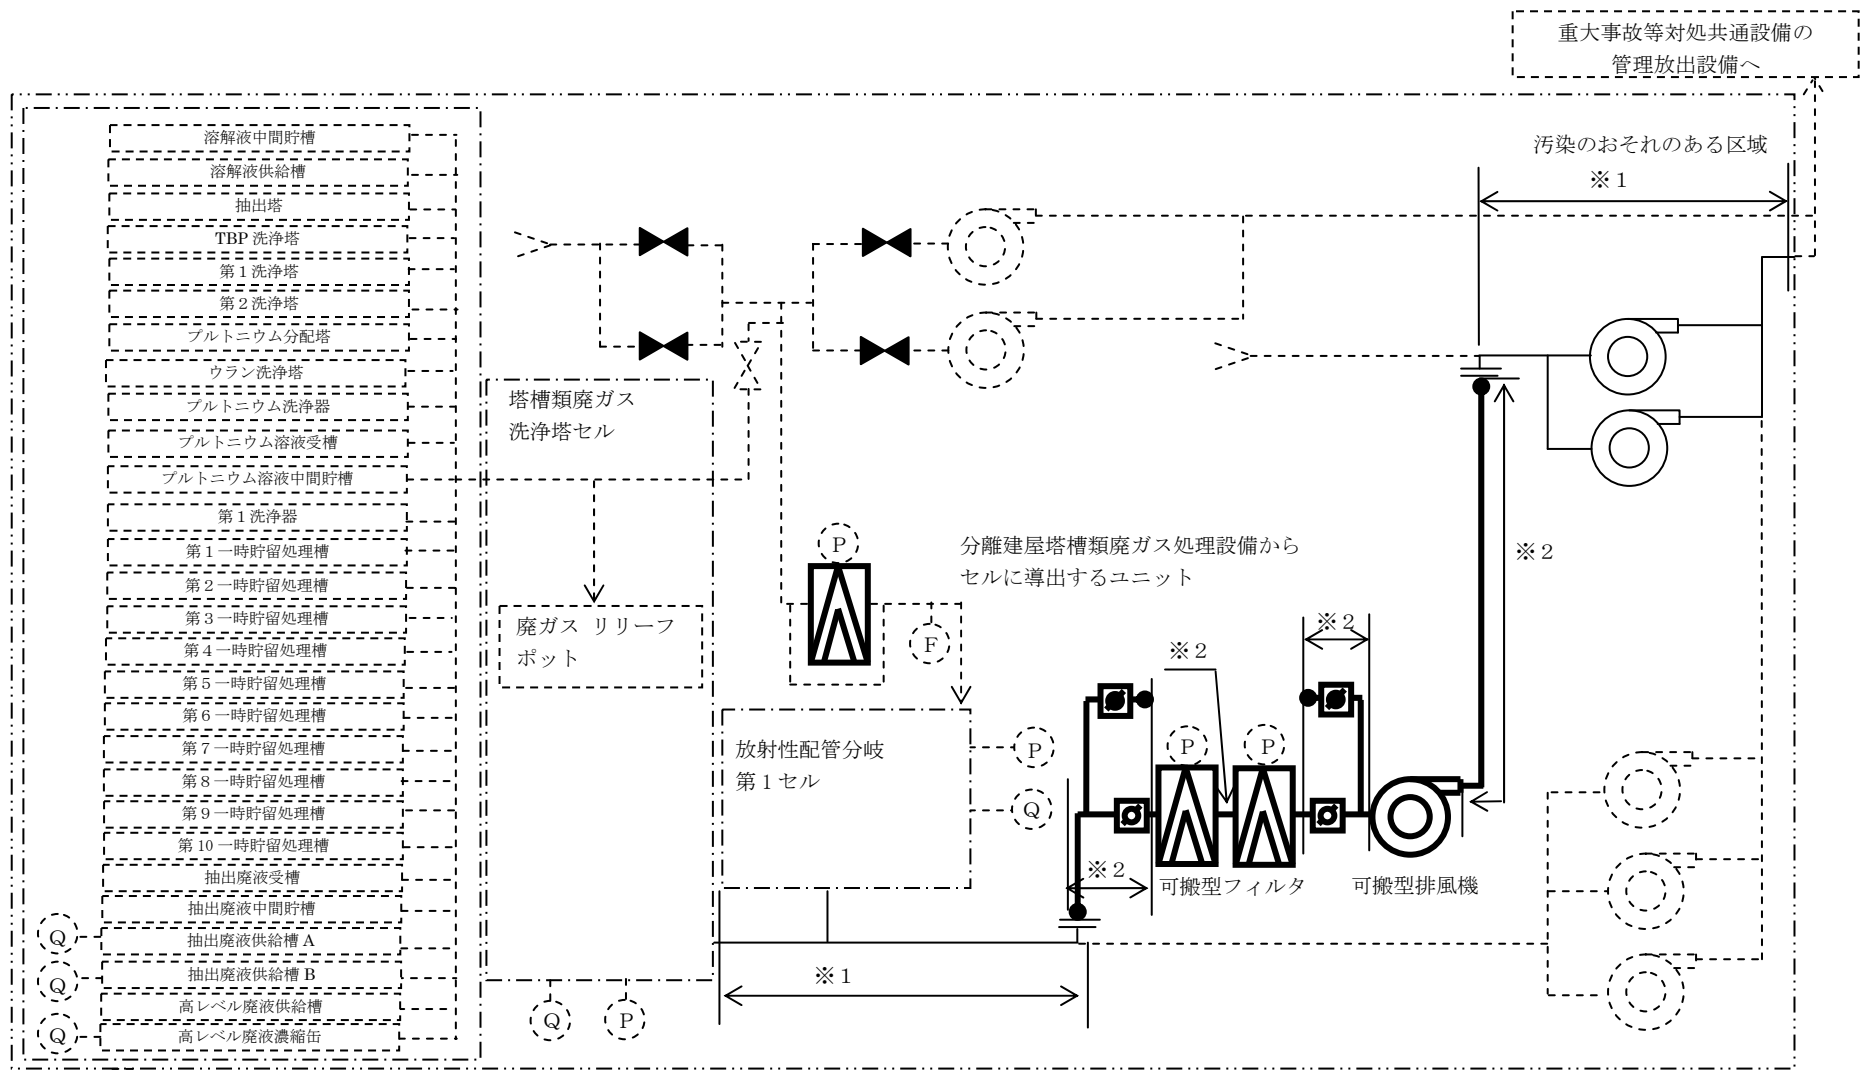 重大事故等対処共通設備の
管理放出設備へ
汚染のおそれのある区域
※１
溶解液中間貯槽
溶解液供給槽
抽出塔
TBP 洗浄塔
第１洗浄塔
第２洗浄塔
プルトニウム分配塔
ウラン洗浄塔
プルトニウム洗浄器
プルトニウム溶液受槽
プルトニウム溶液中間貯槽
第１洗浄器
第１一時貯留処理槽
第２一時貯留処理槽
第３一時貯留処理槽
第４一時貯留処理槽
第５一時貯留処理槽
第６一時貯留処理槽
第７一時貯留処理槽
第８一時貯留処理槽
第９一時貯留処理槽
第 10 一時貯留処理槽
抽出廃液受槽
抽出廃液中間貯槽
抽出廃液供給槽 A
抽出廃液供給槽 B
高レベル廃液供給槽
高レベル廃液濃縮缶
Q
Q
Q
塔槽類廃ガス
洗浄塔セル
廃ガス リリーフ
ポット
Q
P
P
F
分離建屋塔槽類廃ガス処理設備から
セルに導出するユニット
放射性配管分岐
第１セル
P
Q
※２
※２
※２
P
P
※２
可搬型フィルタ
可搬型排風機
※１